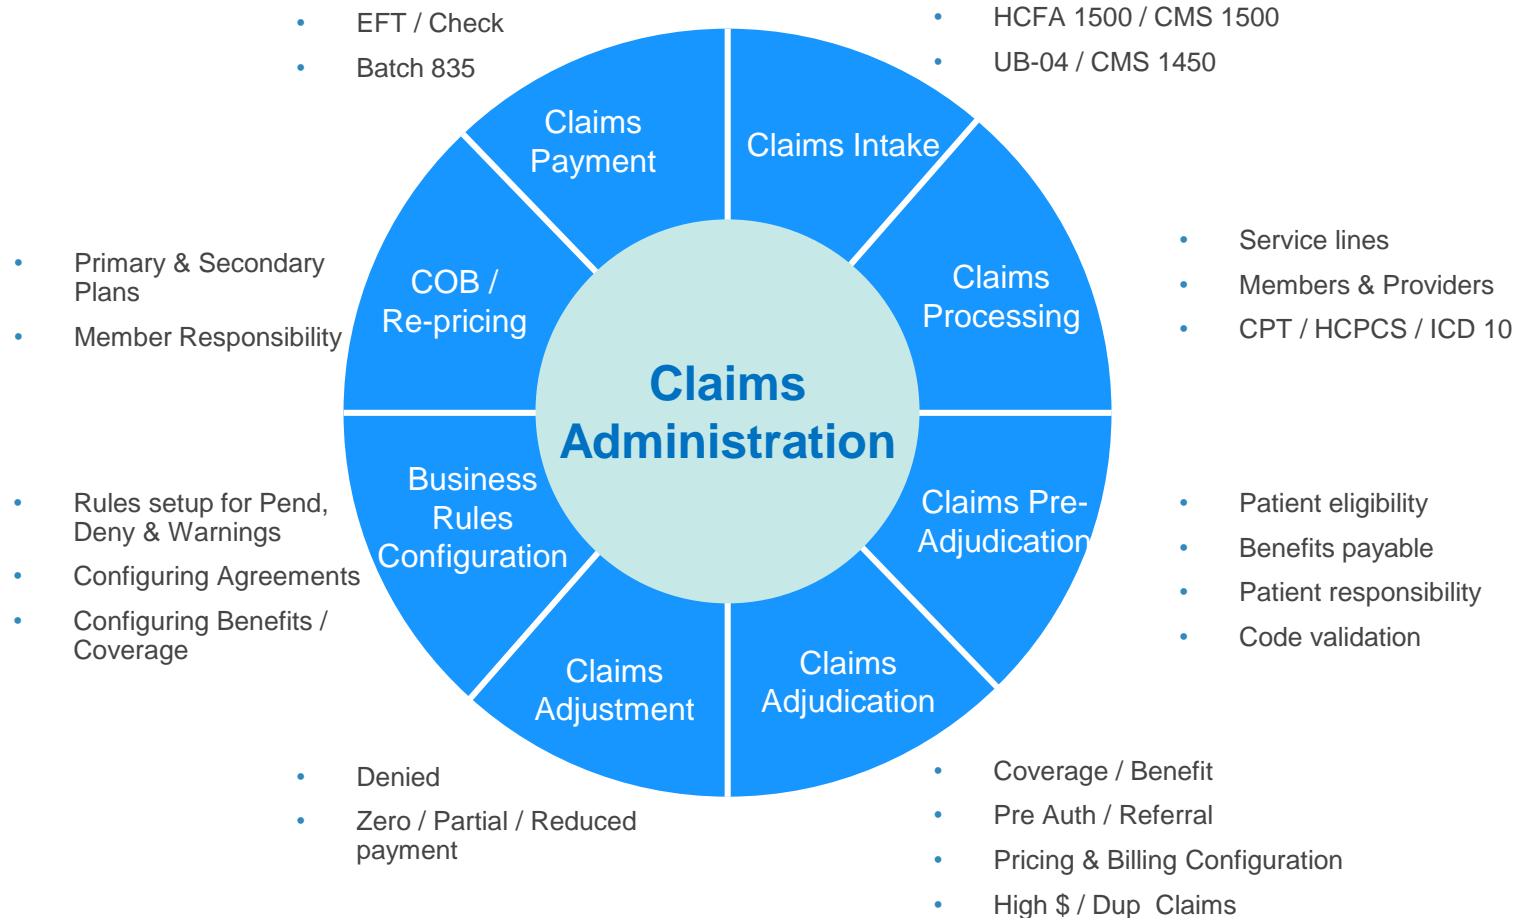 • EFT / Check
• Batch 835
• HCFA 1500 / CMS 1500
• UB-04 / CMS 1450
Claims
Payment
Claims Intake
• Primary & Secondary
Plans
• Member Responsibility
COB /
Re-pricing
Claims
Processing
• Service lines
• Members & Providers
• CPT / HCPCS / ICD 10
Claims
Administration
• Rules setup for Pend,
Deny & Warnings
• Configuring Agreements
• Configuring Benefits /
Coverage
Business
Rules
Configuration
Claims Pre-
Adjudication
• Patient eligibility
• Benefits payable
• Patient responsibility
• Code validation
Claims
Adjustment
Claims
Adjudication
• Denied
• Zero / Partial / Reduced
payment
• Coverage / Benefit
• Pre Auth / Referral
• Pricing & Billing Configuration
• High $ / Dup  Claims